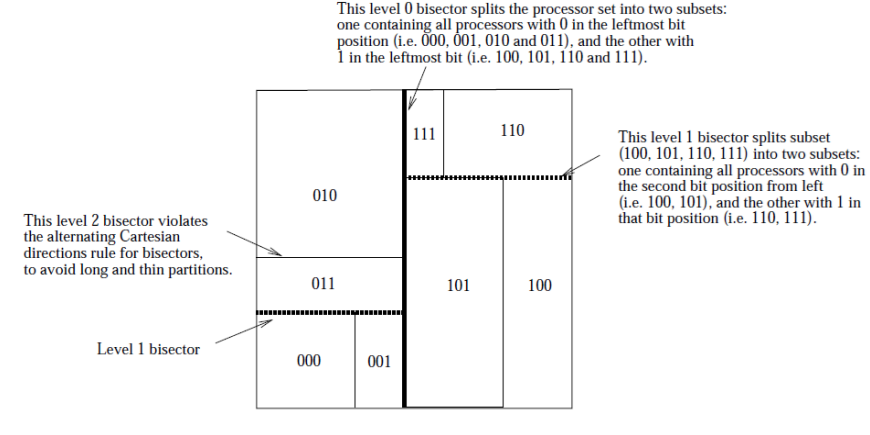 This level 0 bisector splits the processor set into two subsets:
one containing all processors with 0 in the leftmost bit
position (i.e. 000, 001, 010 and 011), and the other with
1 in the leftmost bit (i.e. 100, 101, 110 and 111).
111
110
This level 1 bisector splits subset
(100, 101, 110, 111) into two subsets:
one containing all processors with 0 in
the second bit position from left
(i.e. 100, 101), and the other with 1 in
that bit position (i.e. 110, 111).
010
This level 2 bisector violates
the alternating Cartesian
directions rule for bisectors,
to avoid long and thin partitions.
011
101
100
Level 1 bisector
000
001